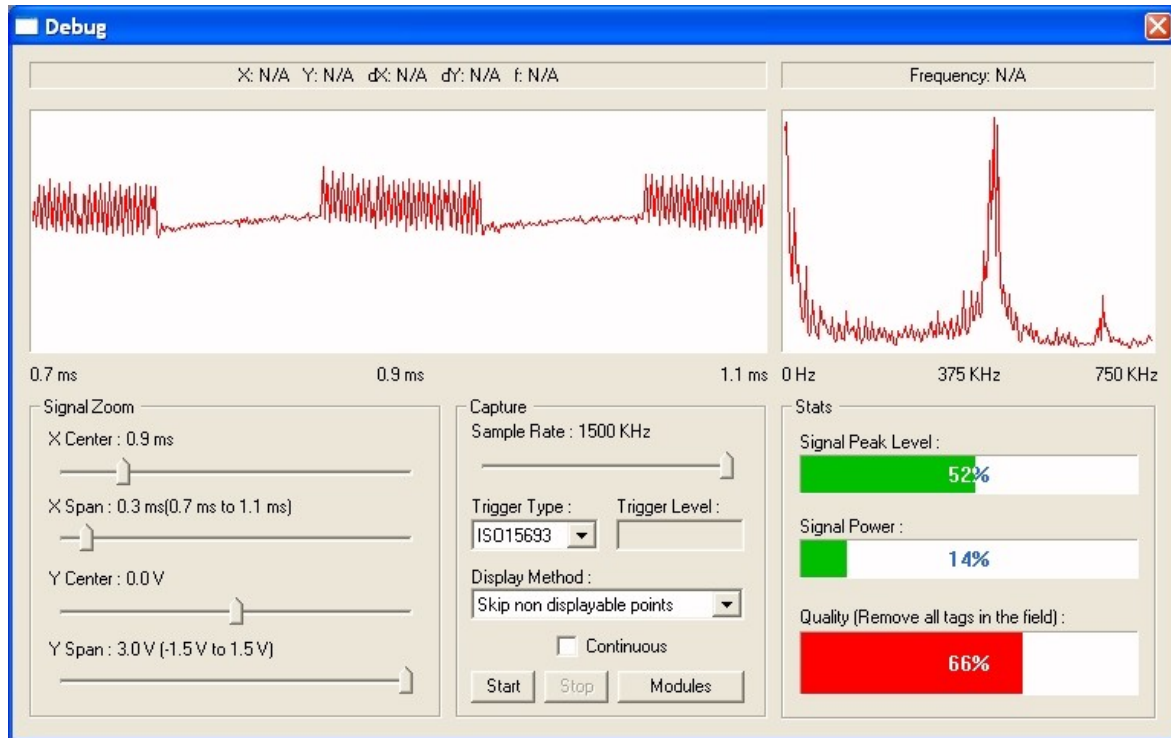 Debug
X: N/A Y: N/A dX: N/A dY: N/A f: N/A
Frequency: N/A
0.7 ms 0.9 ms 1.1 ms
0 Hz 375 KHz 750 KHz
Signal Zoom
X Center : 0.9 ms
X Span : 0.3 ms(0.7 ms to 1.1 ms)
Y Center : 0.0 V
Y Span : 3.0 V (-1.5 V to 1.5 V)
Capture
Sample Rate : 1500 KHz
Trigger Type : Trigger Level :
ISO15693
Display Method :
Skip non displayable points
Continuous
Start Stop Modules
Stats
Signal Peak Level :
52%
Signal Power :
14%
Quality (Remove all tags in the field) :
66%